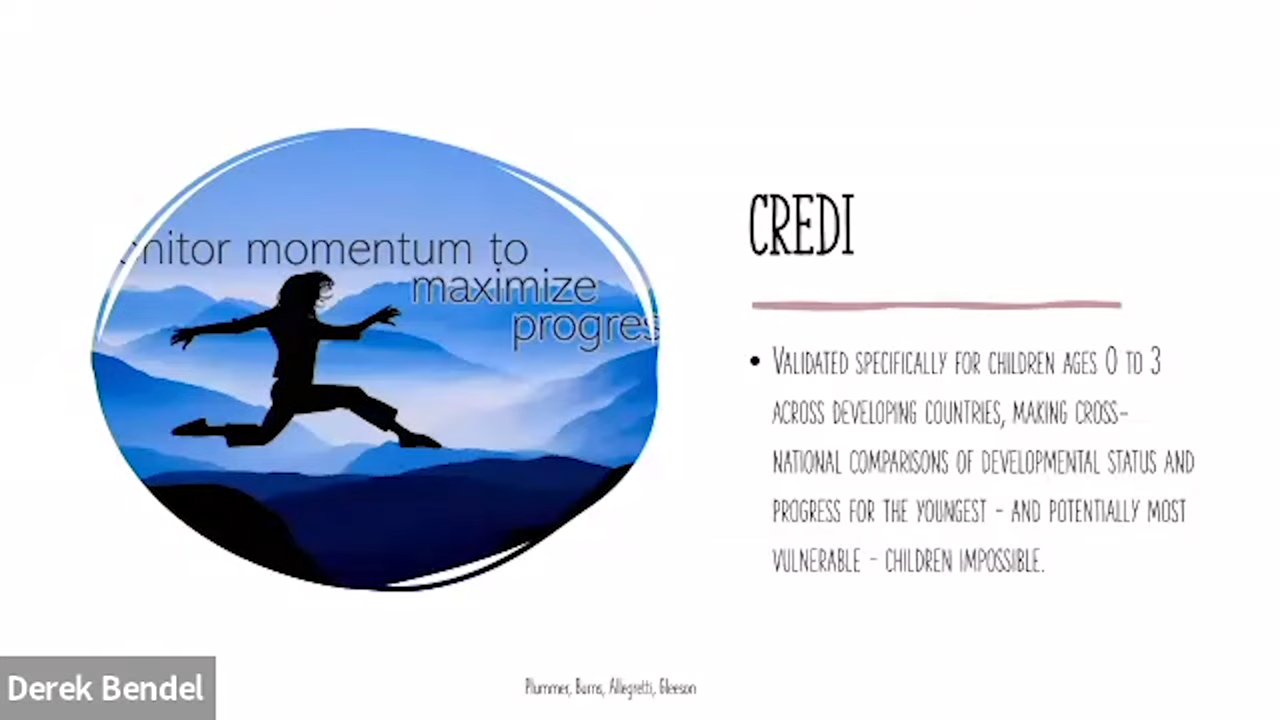 nitor momentum to
maximize
progres
CREDI
• Validated specifically for children ages 0 to 3
across developing countries, making cross-
national comparisons of developmental status and
progress for the youngest - and potentially most
vulnerable - children impossible.
Derek Bendel
Plummer, Burns, Allegretti, Gleeson